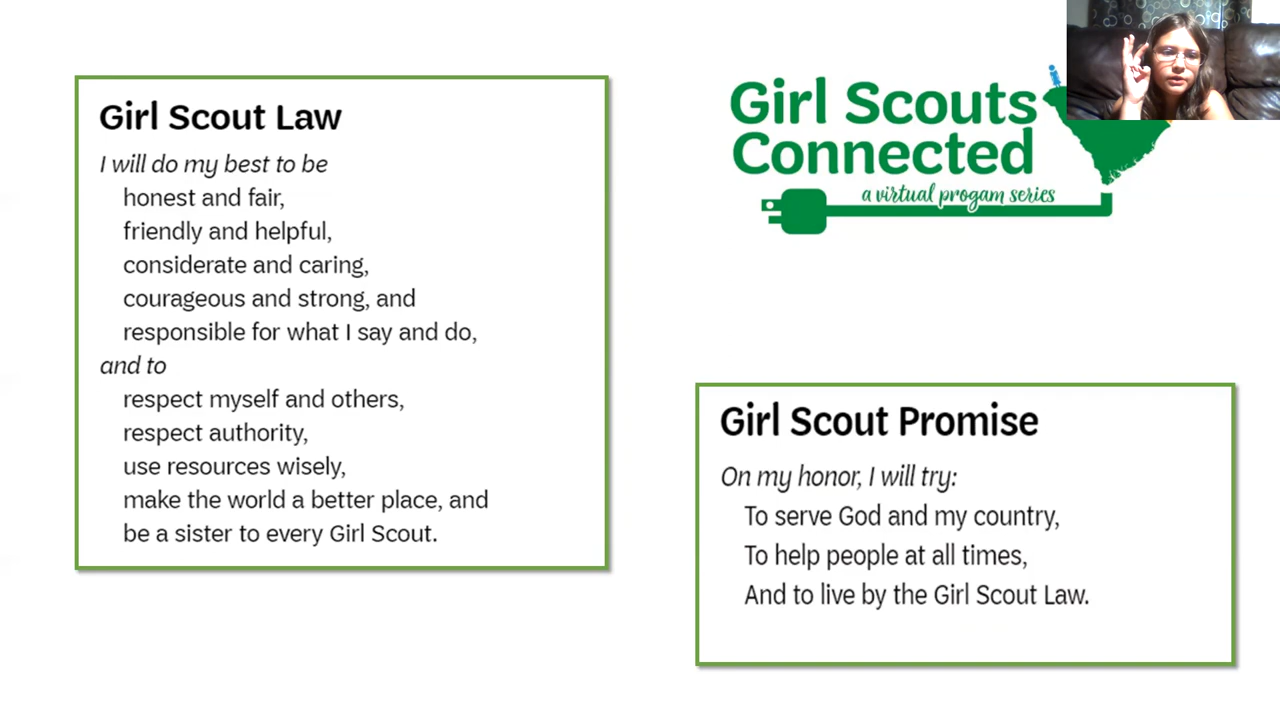 Girl Scout Law
I will do my best to be
honest and fair,
friendly and helpful,
considerate and caring,
courageous and strong, and
responsible for what I say and do,
and to
respect myself and others,
respect authority,
use resources wisely,
make the world a better place, and
be a sister to every Girl Scout.
Girl Scouts
Connected
a virtual progam series
Girl Scout Promise
On my honor, I will try:
To serve God and my country,
To help people at all times,
And to live by the Girl Scout Law.